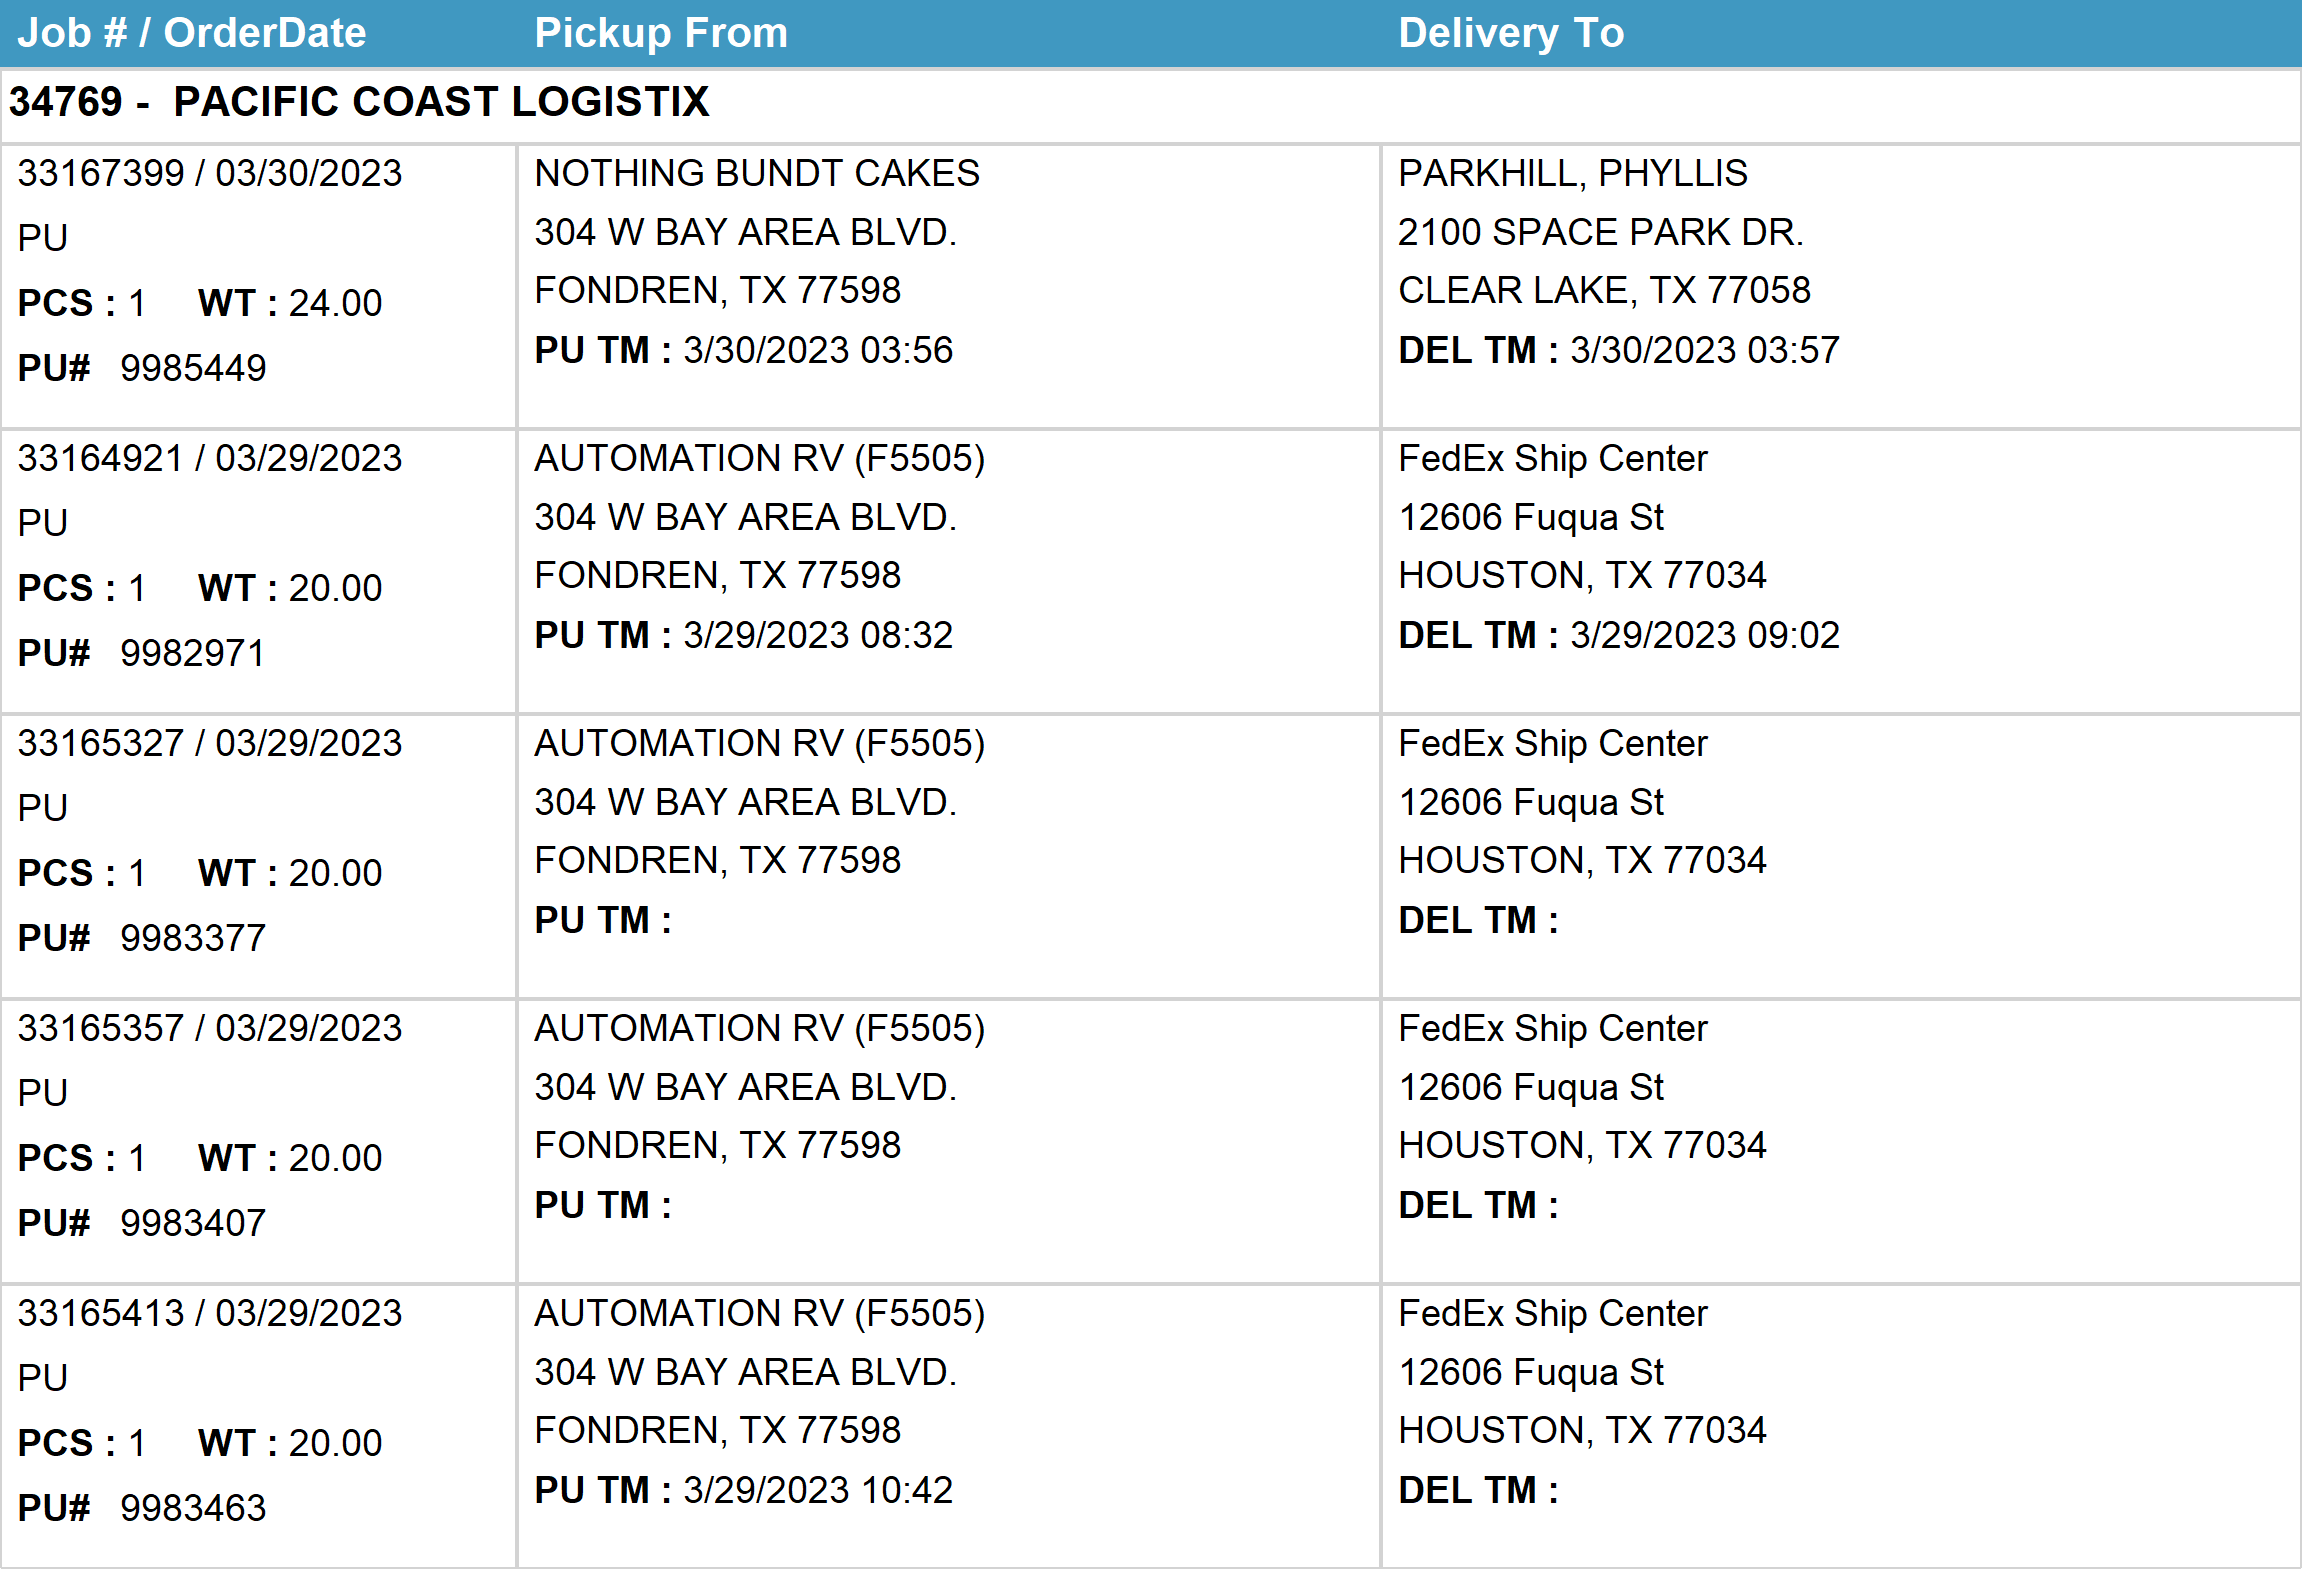 Job # / OrderDate Pickup From Delivery To
34769 - PACIFIC COAST LOGISTIX
33167399 / 03/30/2023
PU
PCS : 1 WT : 24.00
PU# 9985449
NOTHING BUNDT CAKES
304 W BAY AREA BLVD.
FONDREN, TX 77598
PU TM : 3/30/2023 03:56
PARKHILL, PHYLLIS
2100 SPACE PARK DR.
CLEAR LAKE, TX 77058
DEL TM : 3/30/2023 03:57
33164921 / 03/29/2023
PU
PCS : 1 WT : 20.00
PU# 9982971
AUTOMATION RV (F5505)
304 W BAY AREA BLVD.
FONDREN, TX 77598
PU TM : 3/29/2023 08:32
FedEx Ship Center
12606 Fuqua St
HOUSTON, TX 77034
DEL TM : 3/29/2023 09:02
33165327 / 03/29/2023
PU
PCS : 1 WT : 20.00
PU# 9983377
AUTOMATION RV (F5505)
304 W BAY AREA BLVD.
FONDREN, TX 77598
PU TM :
FedEx Ship Center
12606 Fuqua St
HOUSTON, TX 77034
DEL TM :
33165357 / 03/29/2023
PU
PCS : 1 WT : 20.00
PU# 9983407
AUTOMATION RV (F5505)
304 W BAY AREA BLVD.
FONDREN, TX 77598
PU TM :
FedEx Ship Center
12606 Fuqua St
HOUSTON, TX 77034
DEL TM :
33165413 / 03/29/2023
PU
PCS : 1 WT : 20.00
PU# 9983463
AUTOMATION RV (F5505)
304 W BAY AREA BLVD.
FONDREN, TX 77598
PU TM : 3/29/2023 10:42
FedEx Ship Center
12606 Fuqua St
HOUSTON, TX 77034
DEL TM :